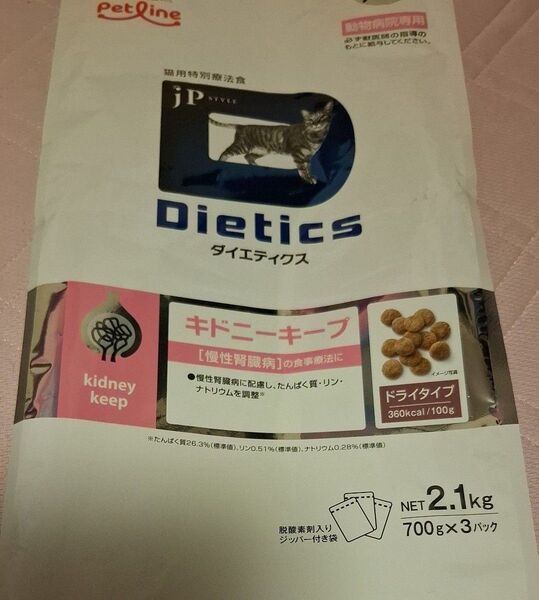 PetLine
動物病院専用
必ず獣医師の指導の
もとに給与してください。
猫用特別療法食
JP STYLE
Dietics
ダイエティクス
キドニーキープ
[慢性腎臓病]の食事療法に
●慢性腎臓病に配慮し、たんぱく質・リン・
ナトリウムを調整※
kidney
keep
イメージ写真
ドライタイプ
360kcal/100g
※たんぱく質26.3%(標準値)、リン0.51%(標準値)、ナトリウム0.28%(標準値)
脱酸素剤入り
ジッパー付き袋
NET 2.1kg
700g×3パック